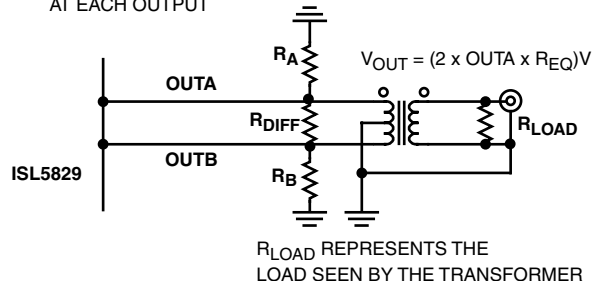 AT EACH OUTPUT
RA
VOUT = (2 x OUTA x REQ)V
OUTA
RDIFF
RLOAD
OUTB
ISL5829
RB
RLOAD REPRESENTS THE
LOAD SEEN BY THE TRANSFORMER